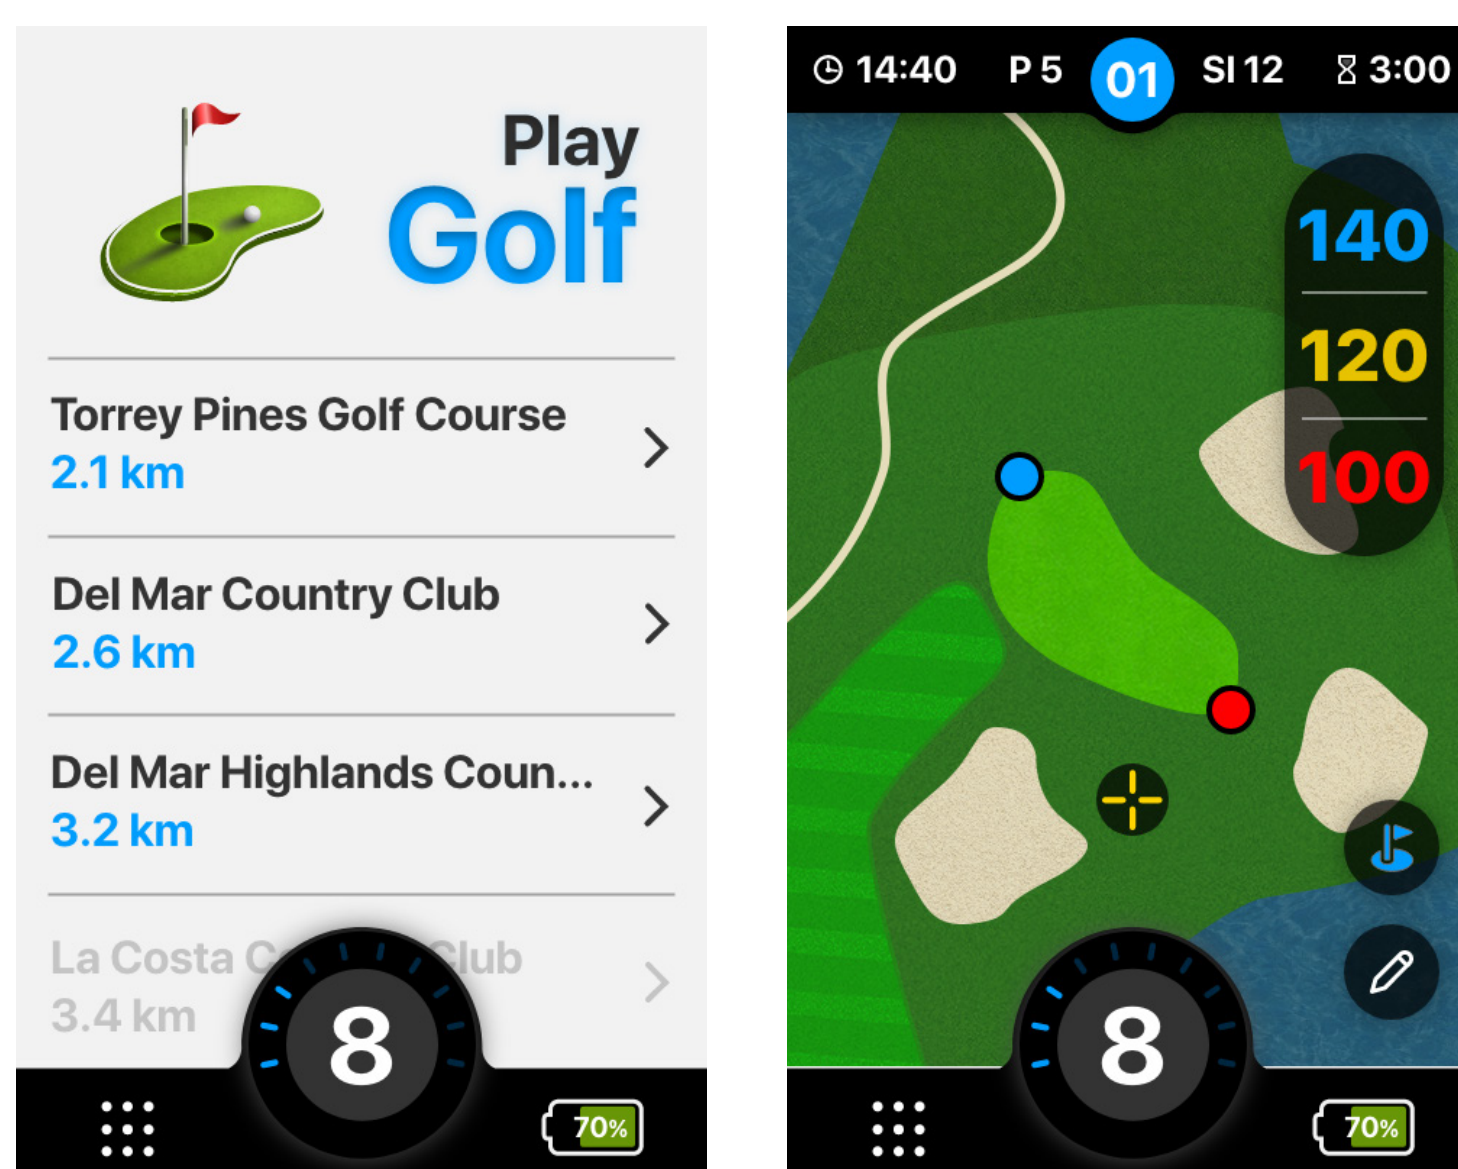 Play
Golf
Torrey Pines Golf Course
2.1 km
Del Mar Country Club
2.6 km
Del Mar Highlands Coun...
3.2 km
La Costa C lub
3.4 km
8
70%
14:40 P 5 01 SI 12 3:00
140
120
100
8
70%